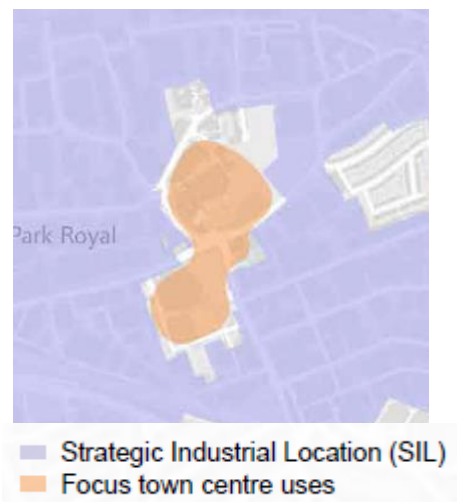 Park Royal
Strategic Industrial Location (SIL)
Focus town centre uses